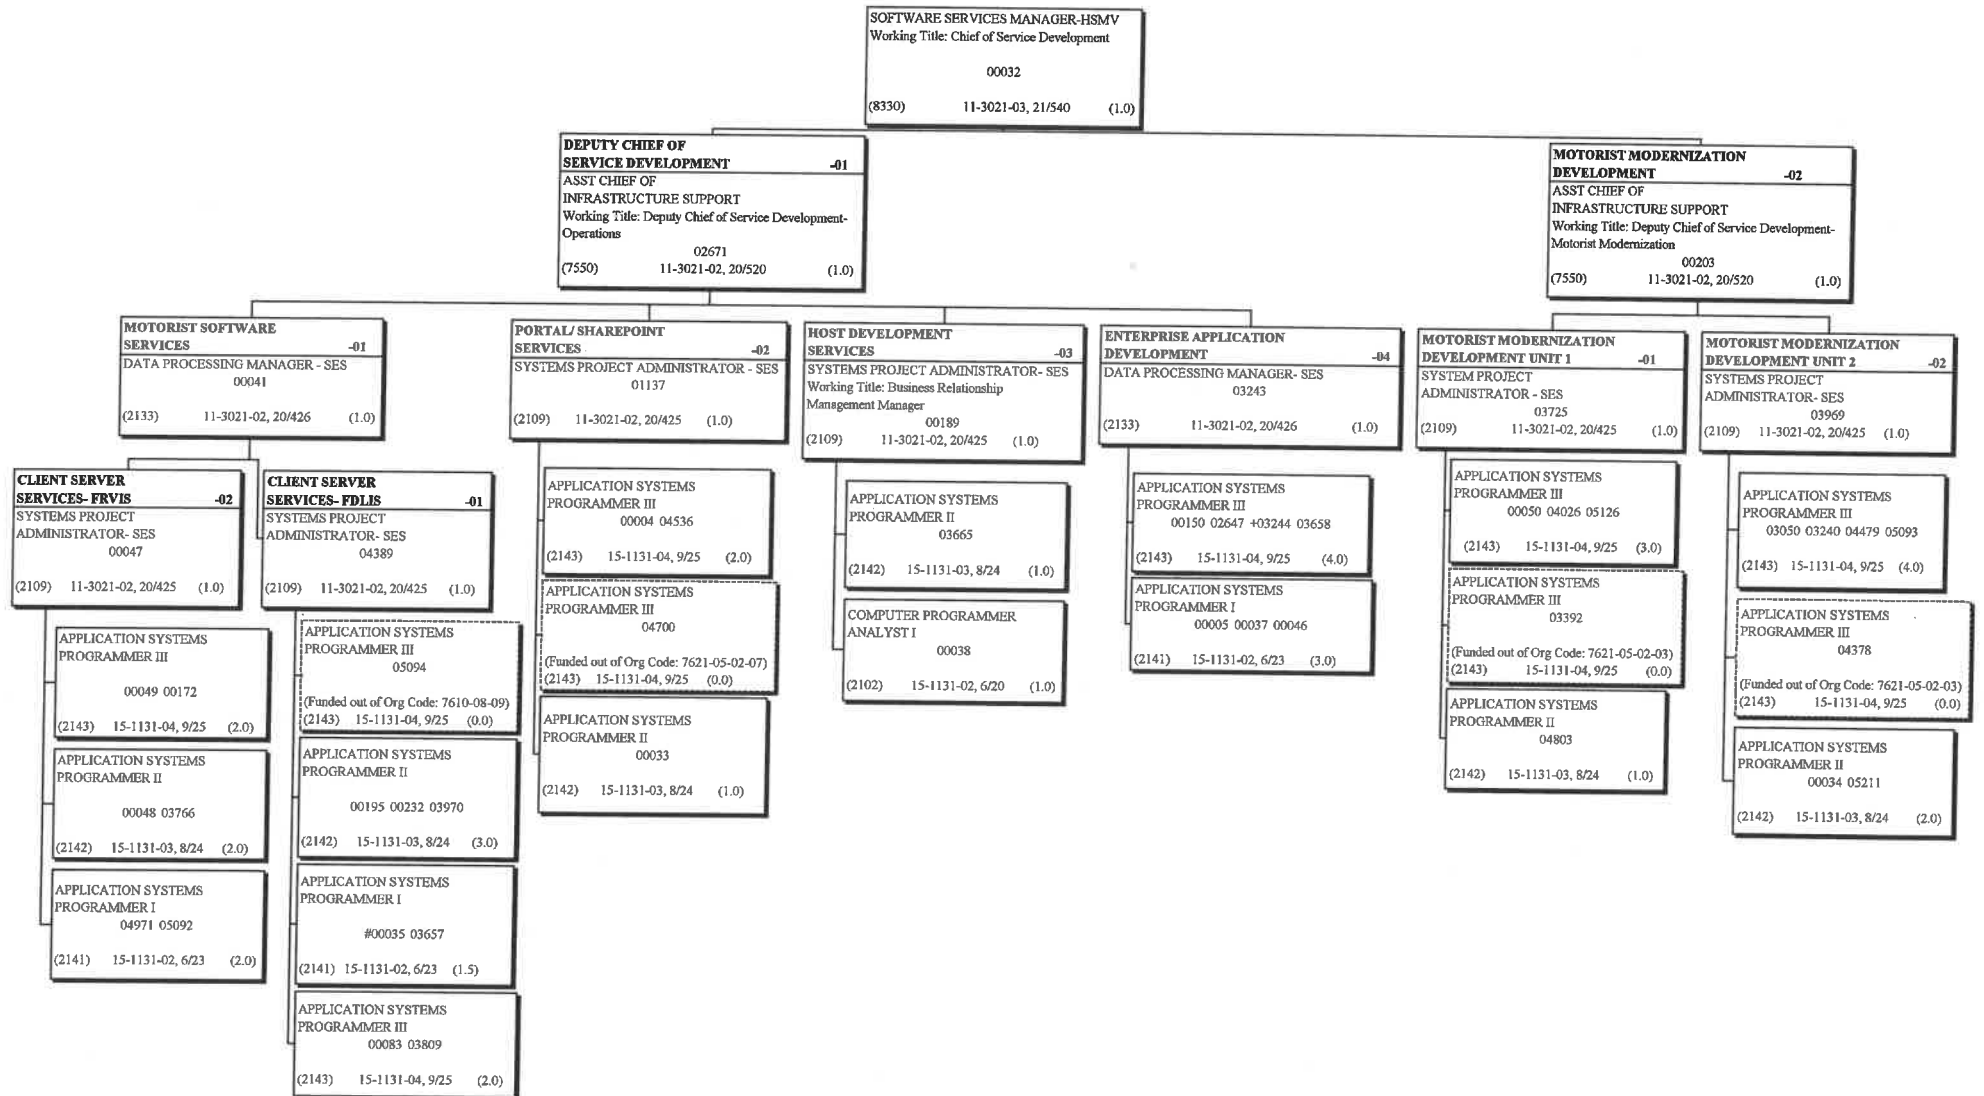 SOFTWARE SERVICES MANAGER-HSMV
Working Title: Chief of Service Development
00032
(8330) 11-3021-03, 21/540 (1.0)
DEPUTY CHIEF OF
SERVICE DEVELOPMENT -01
ASST CHIEF OF
INFRASTRUCTURE SUPPORT
Working Title: Deputy Chief of Service Development-
Operations
02671
(7550) 11-3021-02, 20/520 (1.0)
MOTORIST MODERNIZATION
DEVELOPMENT -02
ASST CHIEF OF
INFRASTRUCTURE SUPPORT
Working Title: Deputy Chief of Service Development-
Motorist Modernization
00203
(7550) 11-3021-02, 20/520 (1.0)
MOTORIST SOFTWARE
SERVICES -01
DATA PROCESSING MANAGER - SES
00041
(2133) 11-3021-02, 20/426 (1.0)
PORTAL/ SHAREPOINT
SERVICES -02
SYSTEMS PROJECT ADMINISTRATOR - SES
01137
(2109) 11-3021-02, 20/425 (1.0)
HOST DEVELOPMENT
SERVICES -03
SYSTEMS PROJECT ADMINISTRATOR- SES
Working Title: Business Relationship
Management Manager
00189
(2109) 11-3021-02, 20/425 (1.0)
ENTERPRISE APPLICATION
DEVELOPMENT -04
DATA PROCESSING MANAGER- SES
03243
(2133) 11-3021-02, 20/426 (1.0)
MOTORIST MODERNIZATION
DEVELOPMENT UNIT 1 -01
SYSTEM PROJECT
ADMINISTRATOR - SES
03725
(2109) 11-3021-02, 20/425 (1.0)
MOTORIST MODERNIZATION
DEVELOPMENT UNIT 2 -02
SYSTEMS PROJECT
ADMINISTRATOR- SES
03969
(2109) 11-3021-02, 20/425 (1.0)
CLIENT SERVER
SERVICES- FRVIS -02
SYSTEMS PROJECT
ADMINISTRATOR- SES
00047
(2109) 11-3021-02, 20/425 (1.0)
APPLICATION SYSTEMS
PROGRAMMER III
00049 00172
(2143) 15-1131-04, 9/25 (2.0)
APPLICATION SYSTEMS
PROGRAMMER II
00048 03766
(2142) 15-1131-03, 8/24 (2.0)
APPLICATION SYSTEMS
PROGRAMMER I
04971 05092
(2141) 15-1131-02, 6/23 (2.0)
CLIENT SERVER
SERVICES- FDLIS -01
SYSTEMS PROJECT
ADMINISTRATOR- SES
04389
(2109) 11-3021-02, 20/425 (1.0)
APPLICATION SYSTEMS
PROGRAMMER III
05094
(Funded out of Org Code: 7610-08-09)
(2143) 15-1131-04, 9/25 (0.0)
APPLICATION SYSTEMS
PROGRAMMER II
00195 00232 03970
(2142) 15-1131-03, 8/24 (3.0)
APPLICATION SYSTEMS
PROGRAMMER I
#00035 03657
(2141) 15-1131-02, 6/23 (1.5)
APPLICATION SYSTEMS
PROGRAMMER III
00083 03809
(2143) 15-1131-04, 9/25 (2.0)
APPLICATION SYSTEMS
PROGRAMMER III
00004 04536
(2143) 15-1131-04, 9/25 (2.0)
APPLICATION SYSTEMS
PROGRAMMER III
04700
(Funded out of Org Code: 7621-05-02-07)
(2143) 15-1131-04, 9/25 (0.0)
APPLICATION SYSTEMS
PROGRAMMER II
00033
(2142) 15-1131-03, 8/24 (1.0)
APPLICATION SYSTEMS
PROGRAMMER II
03665
(2142) 15-1131-03, 8/24 (1.0)
COMPUTER PROGRAMMER
ANALYST I
00038
(2102) 15-1131-02, 6/20 (1.0)
APPLICATION SYSTEMS
PROGRAMMER III
00150 02647 +03244 03658
(2143) 15-1131-04, 9/25 (4.0)
APPLICATION SYSTEMS
PROGRAMMER I
00005 00037 00046
(2141) 15-1131-02, 6/23 (3.0)
APPLICATION SYSTEMS
PROGRAMMER III
00050 04026 05126
(2143) 15-1131-04, 9/25 (3.0)
APPLICATION SYSTEMS
PROGRAMMER III
03392
(Funded out of Org Code: 7621-05-02-03)
(2143) 15-1131-04, 9/25 (0.0)
APPLICATION SYSTEMS
PROGRAMMER II
04803
(2142) 15-1131-03, 8/24 (1.0)
APPLICATION SYSTEMS
PROGRAMMER III
03050 03240 04479 05093
(2143) 15-1131-04, 9/25 (4.0)
APPLICATION SYSTEMS
PROGRAMMER III
04378
(Funded out of Org Code: 7621-05-02-03)
(2143) 15-1131-04, 9/25 (0.0)
APPLICATION SYSTEMS
PROGRAMMER II
00034 05211
(2142) 15-1131-03, 8/24 (2.0)